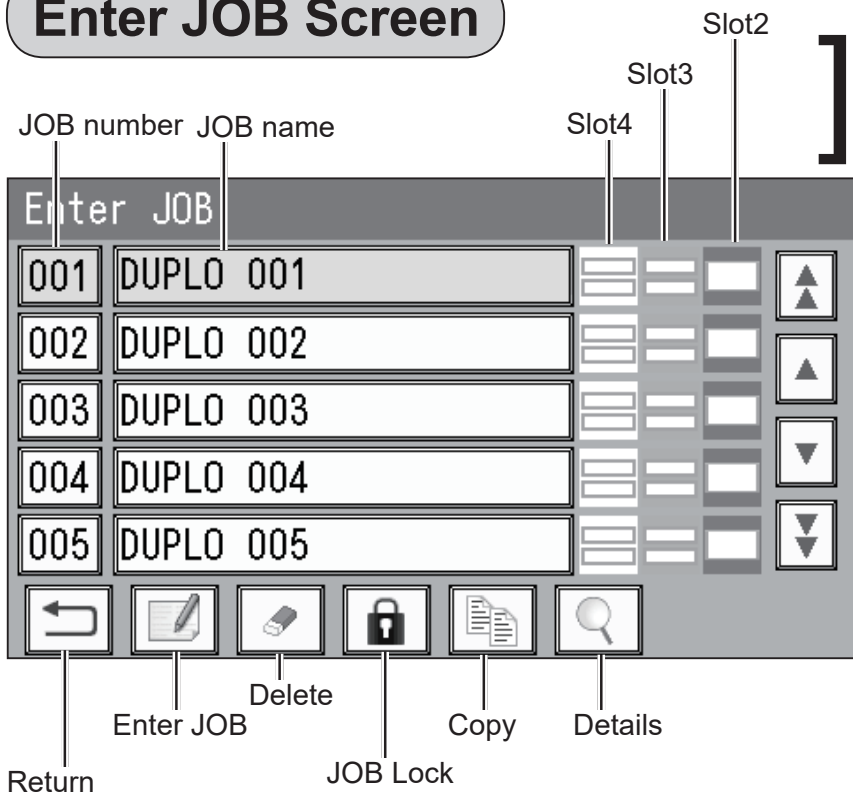 Enter JOB Screen
Slot2
Slot3
JOB number JOB name Slot4
Enter JOB
001 DUPLO 001
002 DUPLO 002
003 DUPLO 003
004 DUPLO 004
005 DUPLO 005
Delete
Enter JOB Copy Details
Return JOB Lock